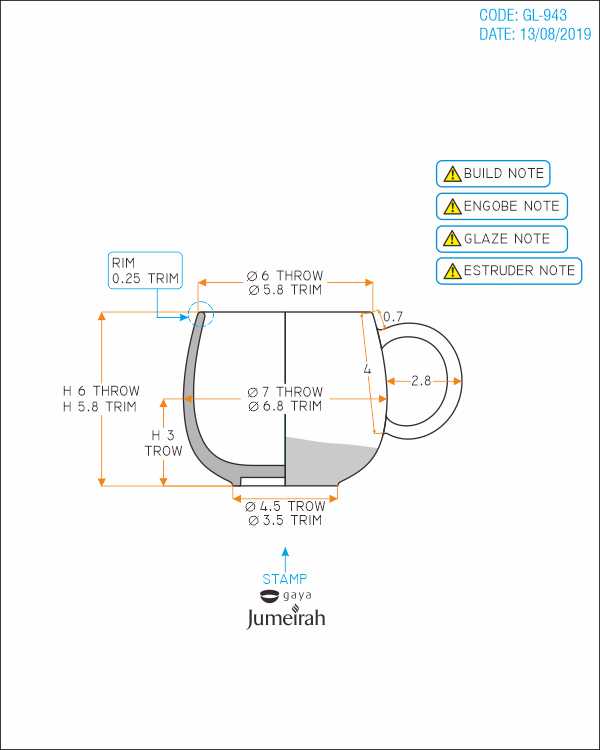 CODE: GL-943
DATE: 13/08/2019
BUILD NOTE
ENGOBE NOTE
GLAZE NOTE
ESTRUDER NOTE
RIM
0.25 TRIM
Ø 6 THROW
Ø 5.8 TRIM
0.7
4
2.8
H 6 THROW
H 5.8 TRIM
Ø 7 THROW
Ø 6.8 TRIM
H 3
TROW
Ø 4.5 TROW
Ø 3.5 TRIM
STAMP
gaya
Jumeirah